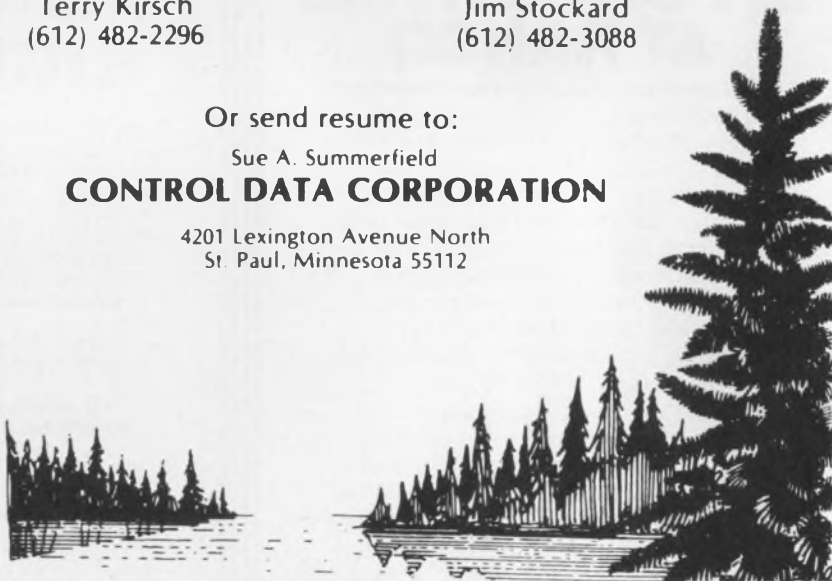 Terry Kirsch
(612) 482-2296
Jim Stockard
(612) 482-3088
Or send resume to:
Sue A. Summerfield
CONTROL DATA CORPORATION
4201 Lexington Avenue North
St. Paul, Minnesota 55112